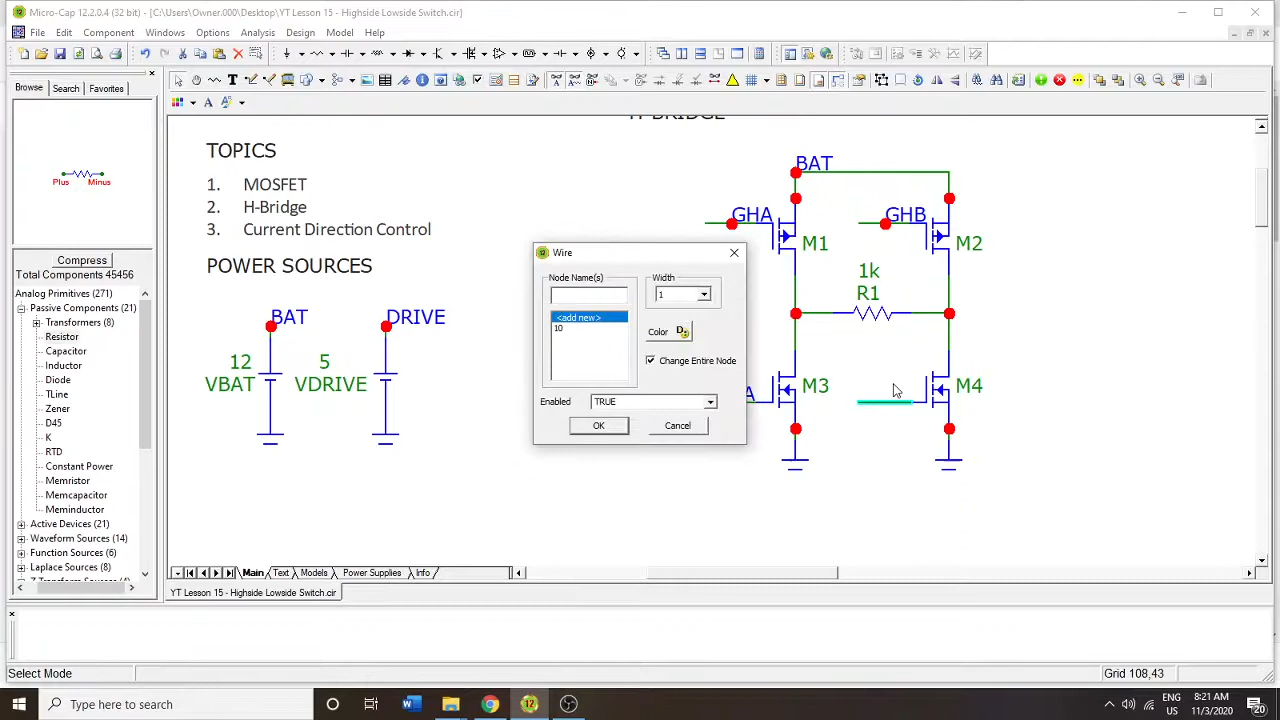 Micro-Cap 12.2.0.4 (32 bit) - [C:\Users\Owner.000\Desktop\YT Lesson 15 - Highside Lowside Switch.cir]
File Edit Component Windows Options Analysis Design Model Help
Browse Search Favorites
Plus Minus
Compress
Total Components 45456
Analog Primitives (271)
Passive Components (21)
Transformers (8)
Resistor
Capacitor
Inductor
Diode
TLine
Zener
D45
K
RTD
Constant Power
Memristor
Memcapacitor
Meminductor
Active Devices (21)
Waveform Sources (14)
Function Sources (6)
Laplace Sources (8)
TOPICS
1. MOSFET
2. H-Bridge
3. Current Direction Control
POWER SOURCES
BAT DRIVE
12 5
VBAT VDRIVE
BAT
GHA GHB
M1 M2
1k
R1
M3 M4
A
Wire
Node Name(s) Width
1
<add new>
10
Color
Change Entire Node
Enabled TRUE
OK Cancel
Main Text Models Power Supplies Info
YT Lesson 15 - Highside Lowside Switch.cir
Select Mode
Grid 108,43
Type here to search
ENG
US
8:21 AM
11/3/2020
20